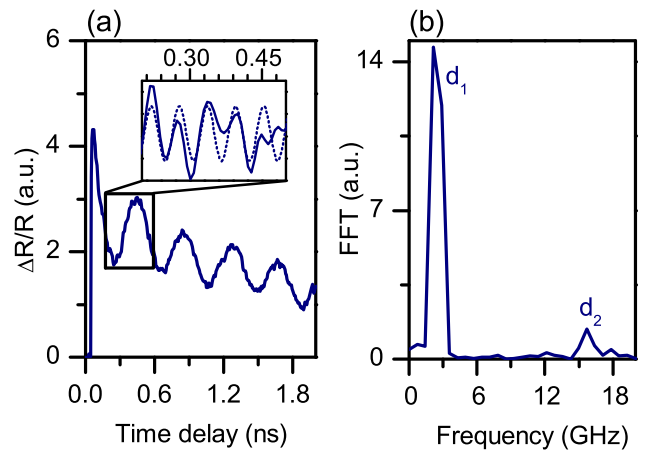 (a)
(b)
6
4
2
0
ΔR/R (a.u.)
0.30 0.45
0.0 0.6 1.2 1.8
Time delay (ns)
14
7
0
FFT (a.u.)
d1
d2
0 6 12 18
Frequency (GHz)